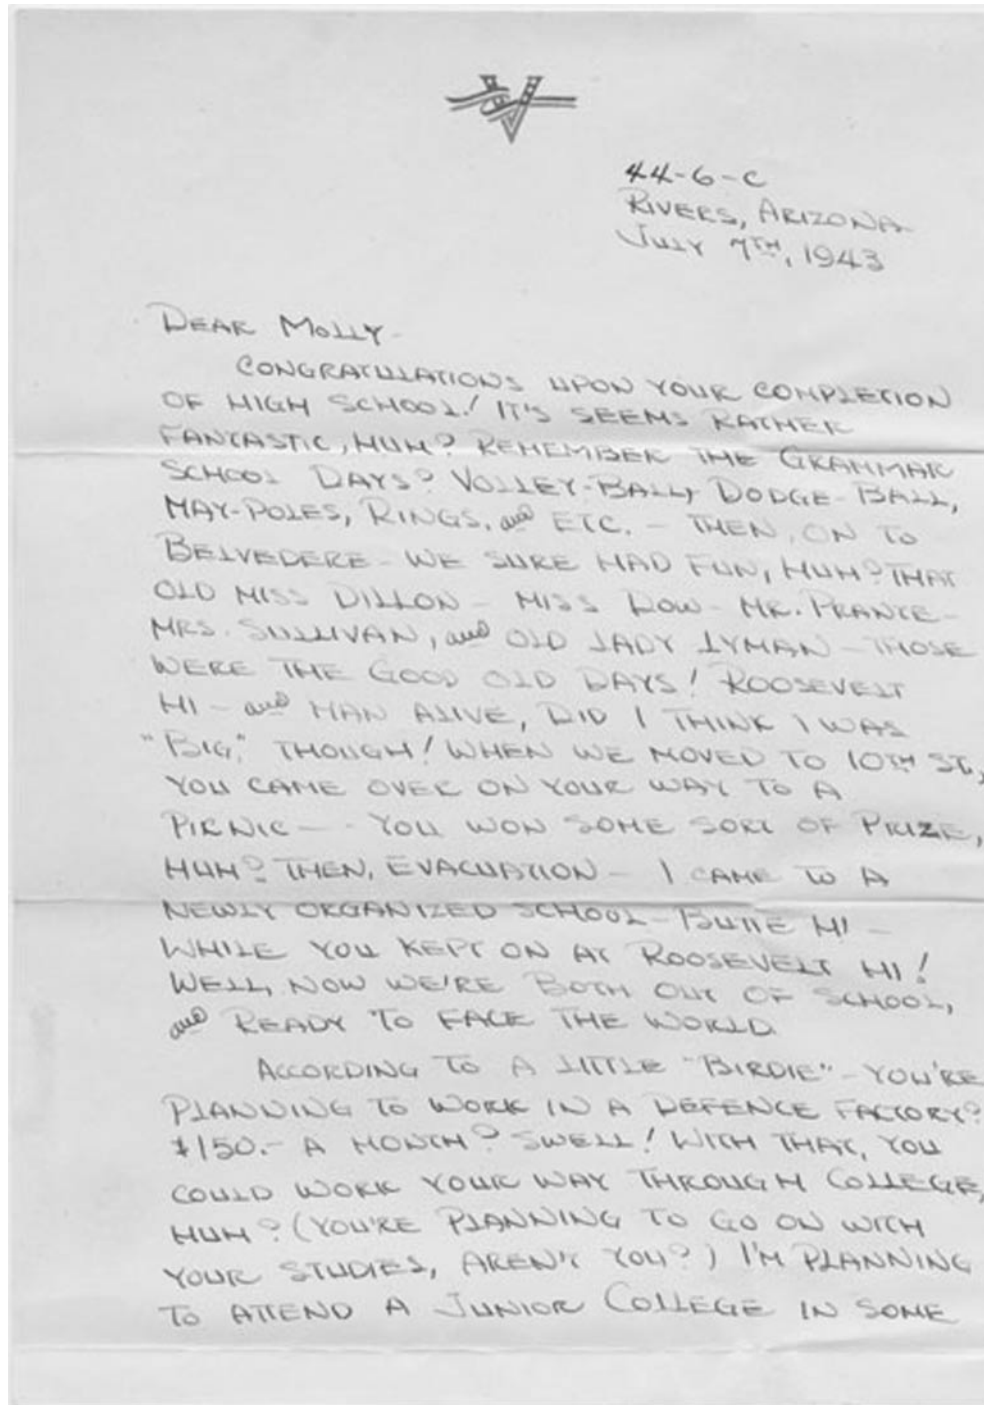 44-6-C
RIVERS, ARIZONA
JULY 7TH, 1943
DEAR MOLLY-
CONGRATULATIONS UPON YOUR COMPLETION
OF HIGH SCHOOL! IT'S SEEMS RATHER
FANTASTIC, HUH? REMEMBER THE GRAMMAR
SCHOOL DAYS? VOLLEY-BALL, DODGE-BALL,
MAY-POLES, RINGS, and ETC. - THEN, ON TO
BELVEDERE - WE SURE HAD FUN, HUH? THAT
OLD MISS DILLON - MISS - MR. -
MRS. SULLIVAN, and OLD LADY LYMAN - THOSE
WERE THE GOOD OLD DAYS! ROOSEVELT
HI - and MAN ALIVE, DID I THINK I WAS
"BIG," THOUGH! WHEN WE MOVED TO 10TH ST,
YOU CAME OVER ON YOUR WAY TO A
PICNIC -- YOU WON SOME SORT OF PRIZE,
HUH? THEN, EVACUATION - I CAME TO A
NEWLY ORGANIZED SCHOOL - BUTTE HI -
WHILE YOU KEPT ON AT ROOSEVELT HI!
WELL, NOW WE'RE BOTH OUT OF SCHOOL,
and READY TO FACE THE WORLD.
ACCORDING TO A LITTLE "BIRDIE" - YOU'RE
PLANNING TO WORK IN A DEFENCE FACTORY?
$150.- A MONTH? SWELL! WITH THAT, YOU
COULD WORK YOUR WAY THROUGH COLLEGE,
HUH? (YOU'RE PLANNING TO GO ON WITH
YOUR STUDIES, AREN'T YOU?) I'M PLANNING
TO ATTEND A JUNIOR COLLEGE IN SOME